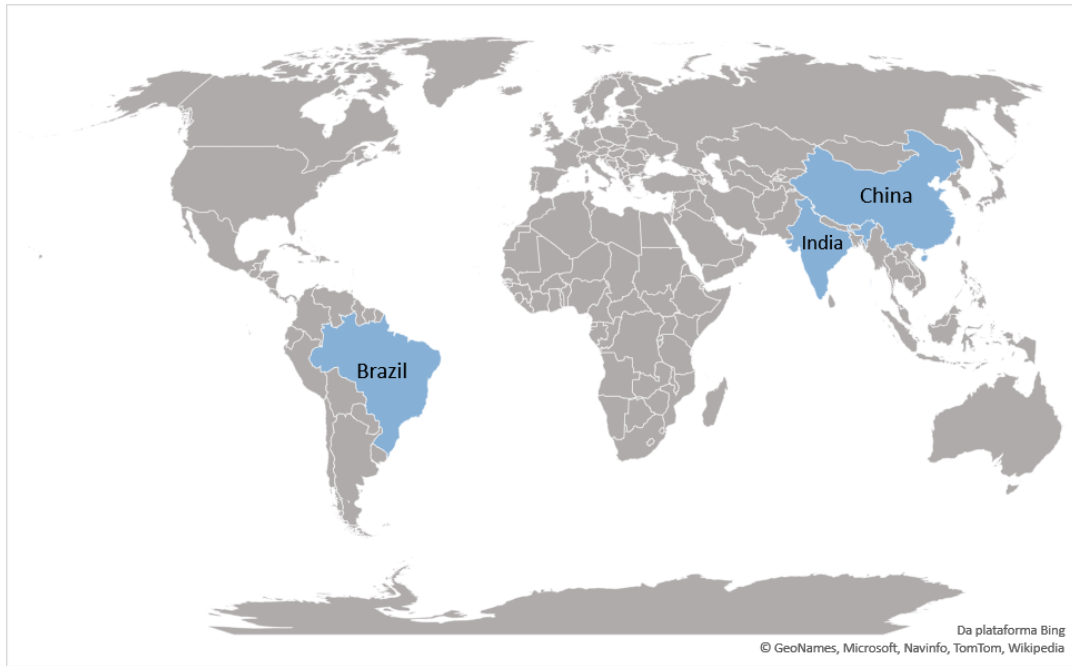 China
India
Brazil
Da plataforma Bing
© GeoNames, Microsoft, Navinfo, TomTom, Wikipedia